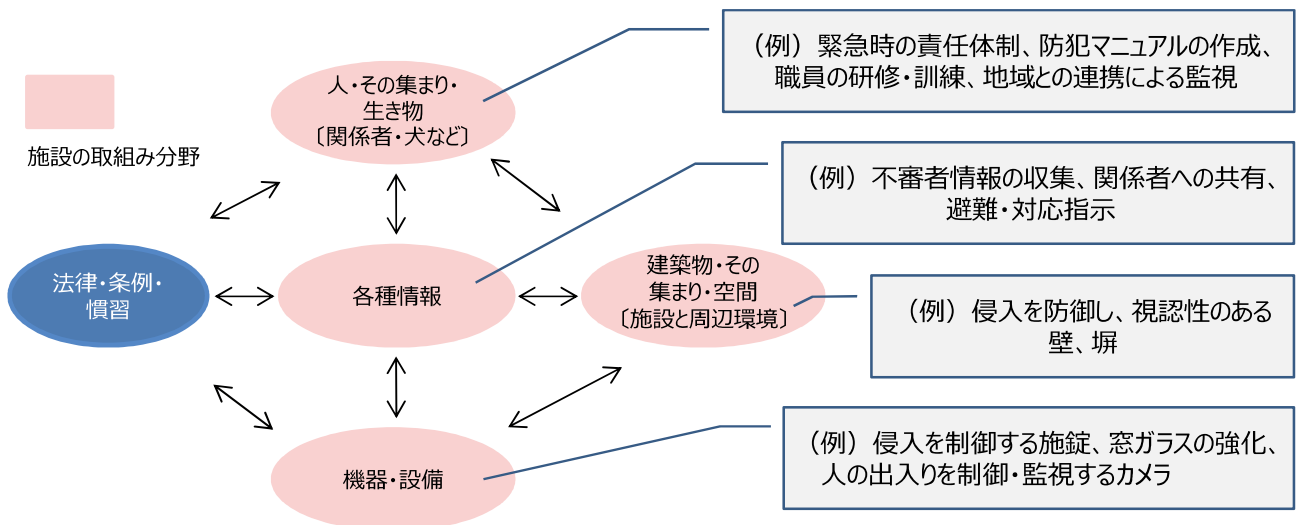 施設の取組み分野
人・その集まり・
生き物
〔関係者・犬など〕
法律・条例・
慣習
各種情報
建築物・その
集まり・空間
〔施設と周辺環境〕
機器・設備
（例）緊急時の責任体制、防犯マニュアルの作成、
職員の研修・訓練、地域との連携による監視
（例）不審者情報の収集、関係者への共有、
避難・対応指示
（例）侵入を防御し、視認性のある
壁、塀
（例）侵入を制御する施錠、窓ガラスの強化、
人の出入りを制御・監視するカメラ